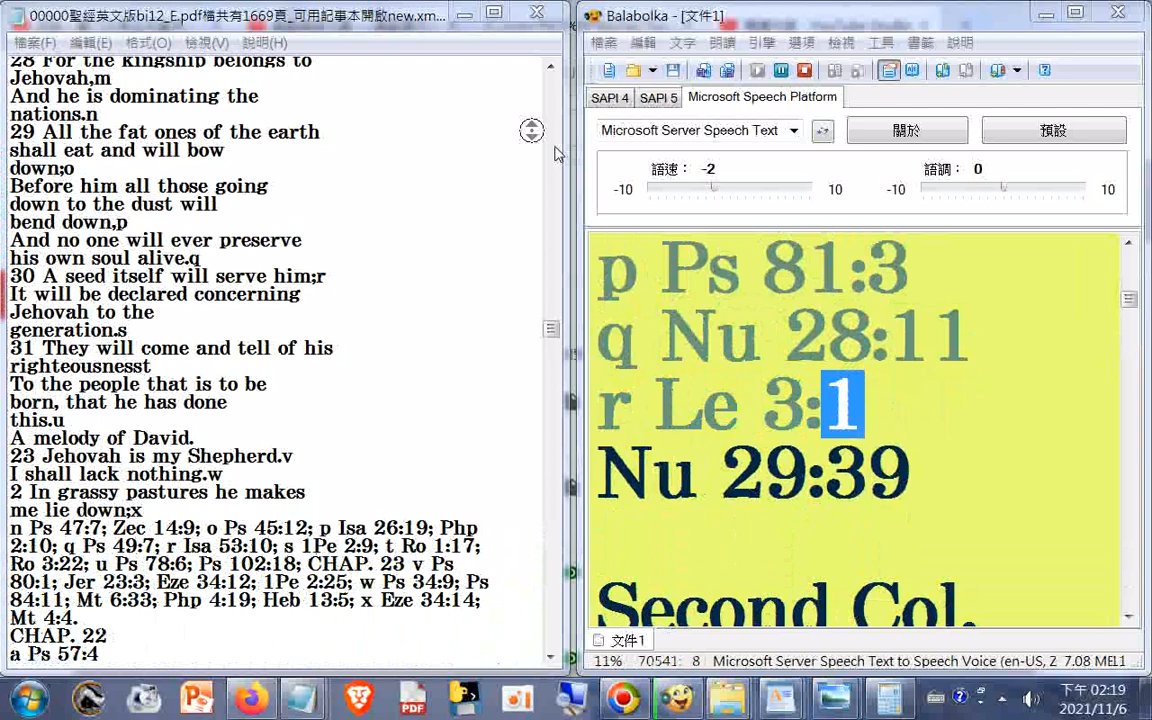 00000聖經英文版bi12_E.pdf檔共有1669頁_可用記事本開啟new.xm...
檔案(F) 編輯(E) 格式(O) 檢視(V) 說明(H)
28 For the kingship belongs to
Jehovah,m
And he is dominating the
nations.n
29 All the fat ones of the earth
shall eat and will bow
down;o
Before him all those going
down to the dust will
bend down,p
And no one will ever preserve
his own soul alive.q
30 A seed itself will serve him;r
It will be declared concerning
Jehovah to the
generation.s
31 They will come and tell of his
righteousnesst
To the people that is to be
born, that he has done
this.u
A melody of David.
23 Jehovah is my Shepherd.v
I shall lack nothing.w
2 In grassy pastures he makes
me lie down;x
n Ps 47:7; Zec 14:9; o Ps 45:12; p Isa 26:19; Php
2:10; q Ps 49:7; r Isa 53:10; s 1Pe 2:9; t Ro 1:17;
Ro 3:22; u Ps 78:6; Ps 102:18; CHAP. 23 v Ps
80:1; Jer 23:3; Eze 34:12; 1Pe 2:25; w Ps 34:9; Ps
84:11; Mt 6:33; Php 4:19; Heb 13:5; x Eze 34:14;
Mt 4:4.
CHAP. 22
a Ps 57:4
Balabolka - [文件1]
檔案 編輯 文字 朗讀 引擎 選項 檢視 工具 書籤 說明
SAPI 4 SAPI 5 Microsoft Speech Platform
Microsoft Server Speech Text 關於 預設
語速: -2 語調: 0
-10 10 -10 10
p Ps 81:3
q Nu 28:11
r Le 3:1
Nu 29:39
Second Col.
文件1
11% 70541: 8 Microsoft Server Speech Text to Speech Voice (en-US, 2 7.08 MEL1
PDF
下午 02:19
2021/11/6